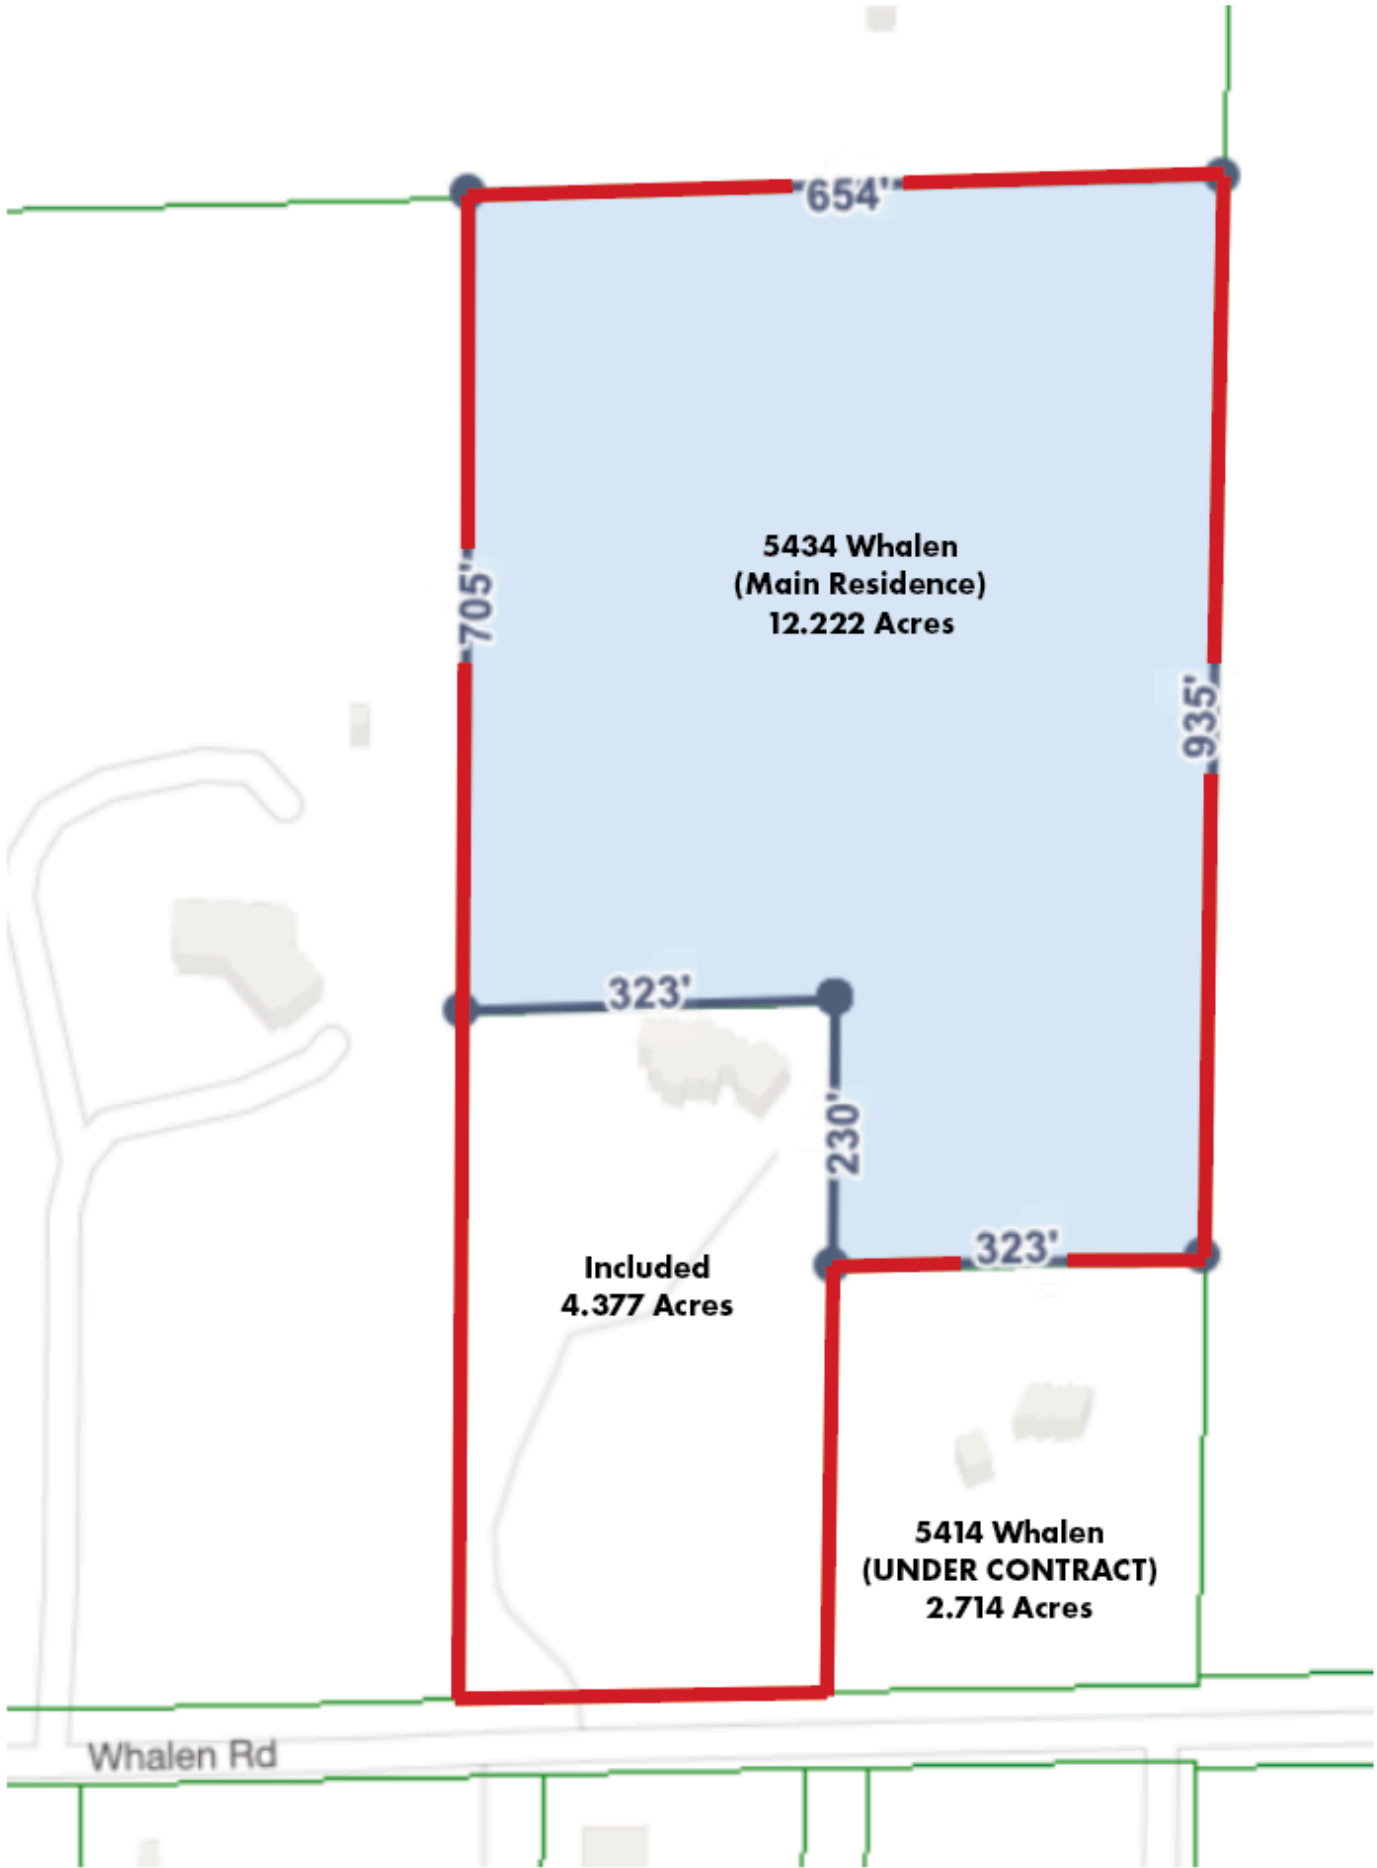 654'
5434 Whalen
(Main Residence)
12.222 Acres
705'
935'
323'
230'
323'
Included
4.377 Acres
5414 Whalen
(UNDER CONTRACT)
2.714 Acres
Whalen Rd